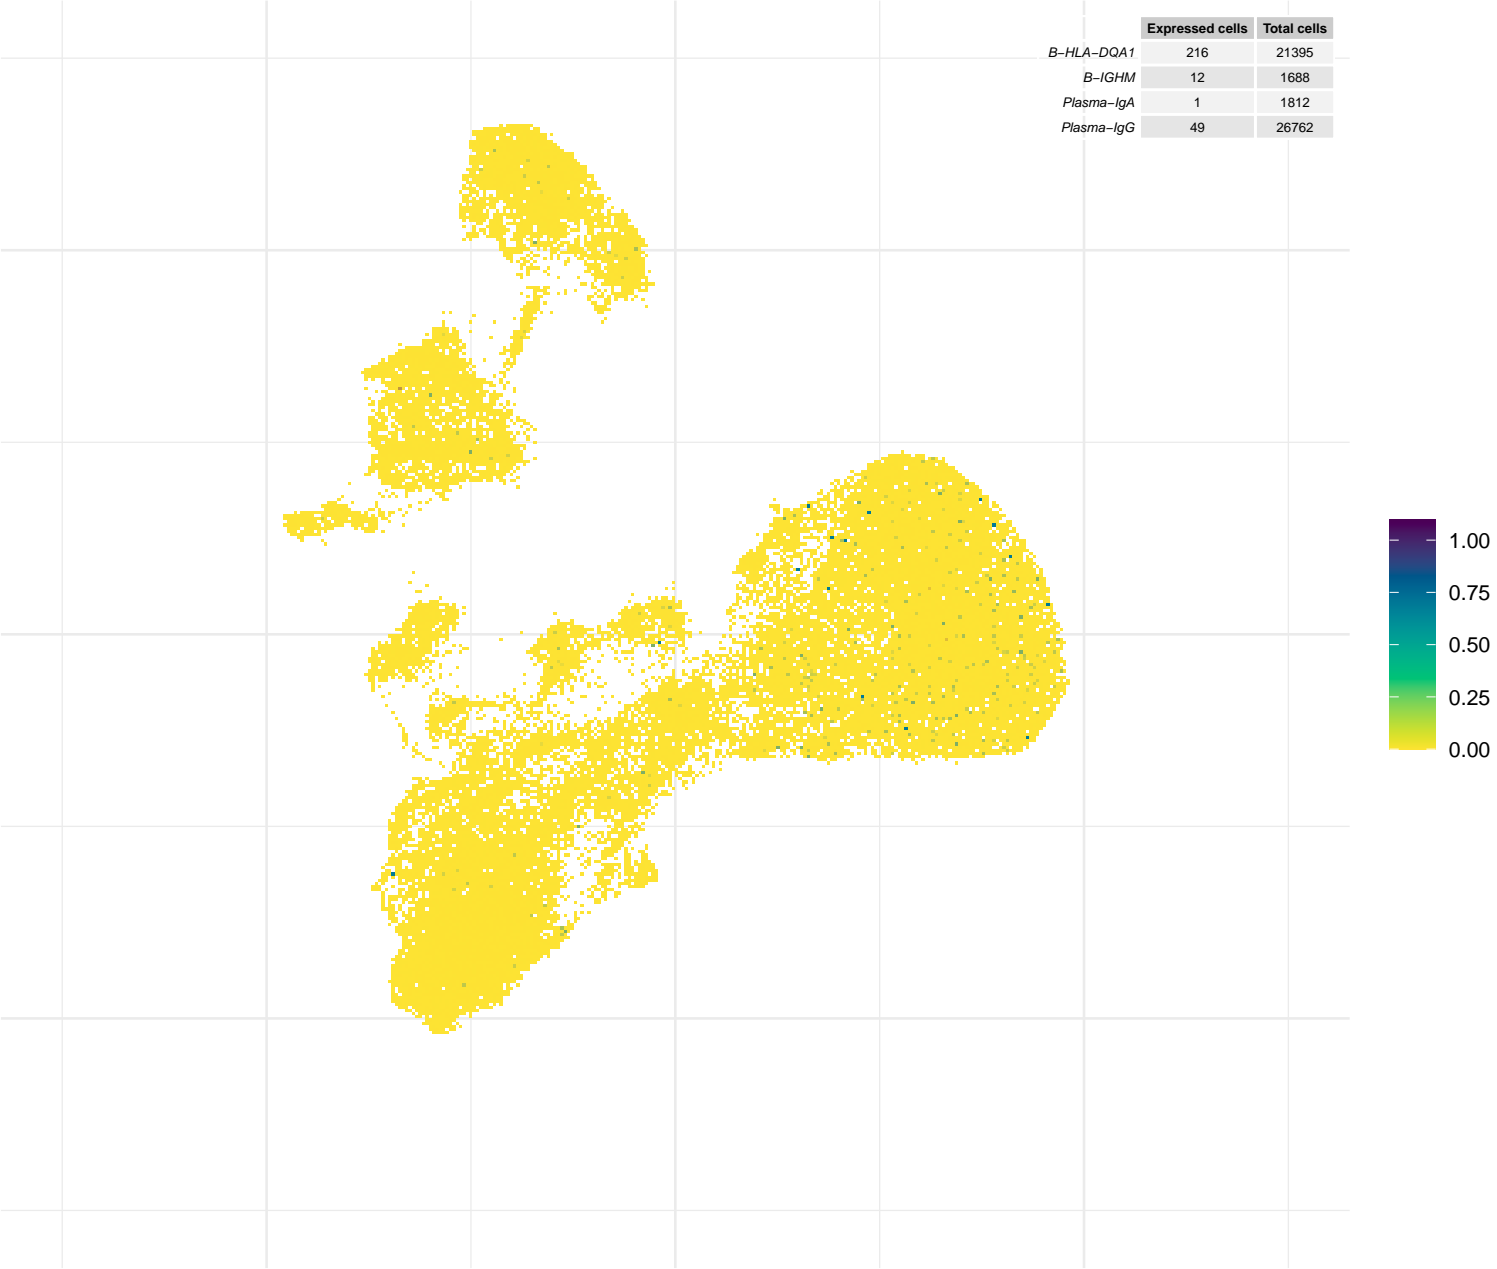 Expressed cells Total cells
B−HLA−DQA1 216 21395
B−IGHM 12 1688
Plasma−IgA 1 1812
Plasma−IgG 49 26762
1.00
0.75
0.50
0.25
0.00